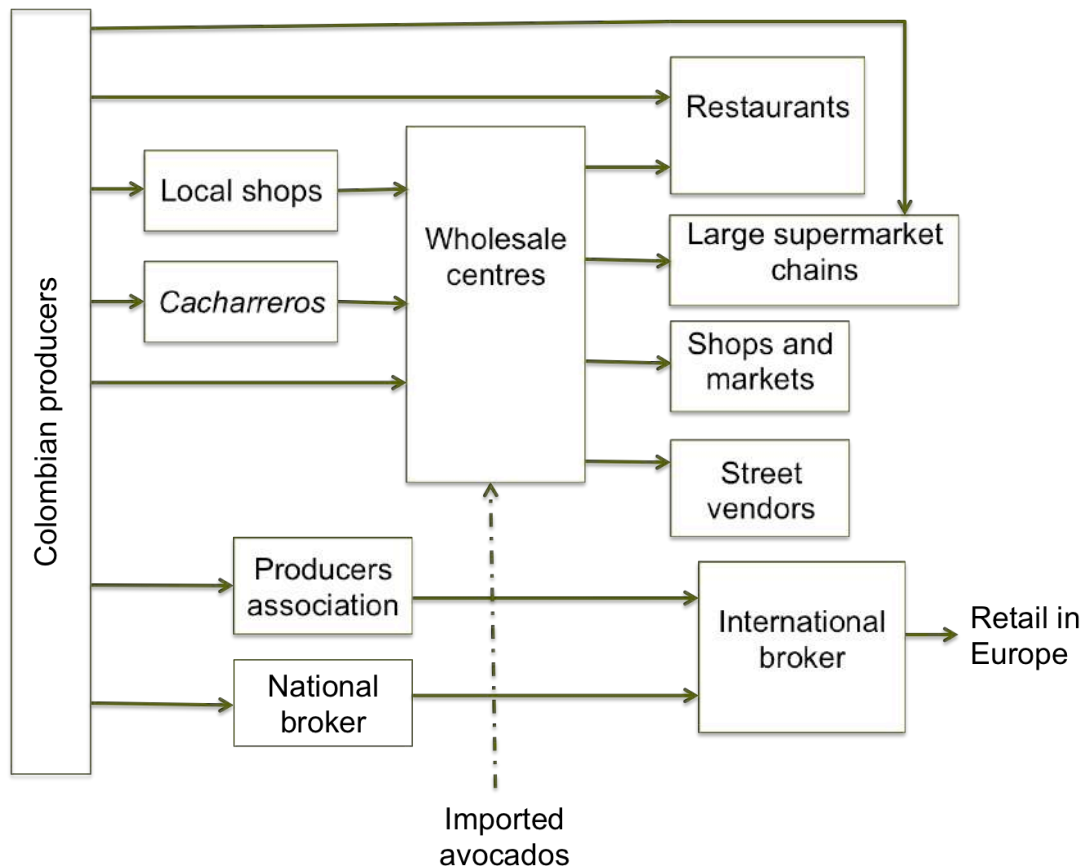 Colombian producers
Restaurants
Local shops
Wholesale
centres
Large supermarket
chains
Cacharreros
Shops and
markets
Street
vendors
Producers
association
International
broker
Retail in
Europe
National
broker
Imported
avocados